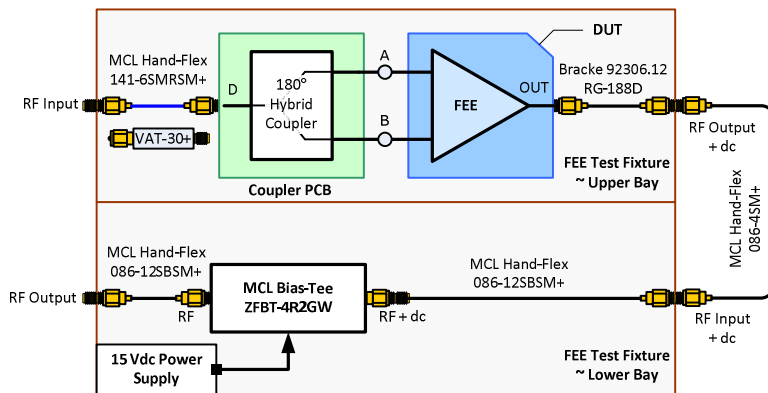 MCL Hand-Flex
141-6SMRSM+
RF Input
VAT-30+
D
180°
Hybrid
Coupler
Coupler PCB
A
B
FEE
OUT
DUT
Bracke 92306.12
RG-188D
RF Output
+ dc
FEE Test Fixture
~ Upper Bay
MCL Hand-Flex
086-4SM+
MCL Hand-Flex
086-12SBSM+
RF Output
RF
MCL Bias-Tee
ZFBT-4R2GW
RF + dc
MCL Hand-Flex
086-12SBSM+
RF Input
+ dc
15 Vdc Power
Supply
FEE Test Fixture
~ Lower Bay